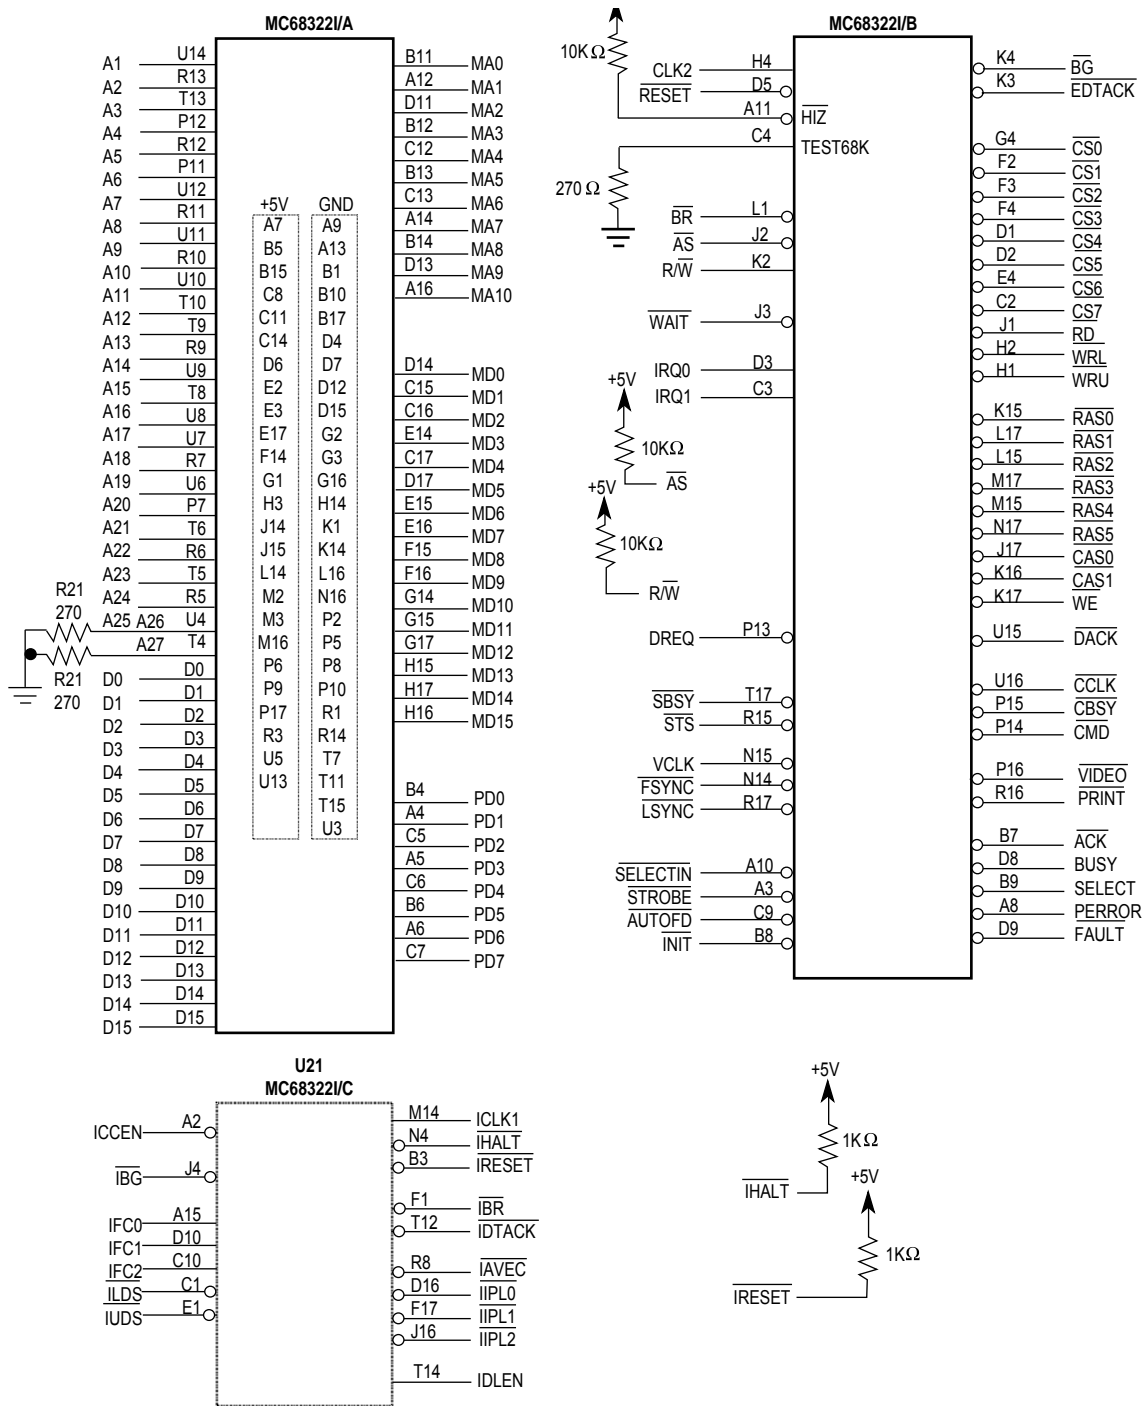 MC68322I/A
A1 U14
A2 R13
A3 T13
A4 P12
A5 R12
A6 P11
A7 U12
A8 R11
A9 U11
A10 R10
A11 U10
A12 T10
A13 T9
A14 R9
A15 U9
A16 T8
A17 U8
A18 U7
A19 R7
A20 U6
A21 P7
A22 T6
A23 R6
A24 T5
A25 R5
A26 U4
A27 T4
R21
270
R21
270
D0 D0
D1 D1
D2 D2
D3 D3
D4 D4
D5 D5
D6 D6
D7 D7
D8 D8
D9 D9
D10 D10
D11 D11
D12 D12
D13 D13
D14 D14
D15 D15
+5V GND
A7 A9
B5 A13
B15 B1
C8 B10
C11 B17
C14 D4
D6 D7
E2 D12
E3 D15
E17 G2
F14 G3
G1 G16
H3 H14
J14 K1
J15 K14
L14 L16
M2 N16
M3 P2
M16 P5
P6 P8
P9 P10
P17 R1
R3 R14
U5 T7
U13 T11
T15
U3
B11 MA0
A12 MA1
D11 MA2
B12 MA3
C12 MA4
B13 MA5
C13 MA6
A14 MA7
B14 MA8
D13 MA9
A16 MA10
D14 MD0
C15 MD1
C16 MD2
E14 MD3
C17 MD4
D17 MD5
E15 MD6
E16 MD7
F15 MD8
F16 MD9
G14 MD10
G15 MD11
G17 MD12
H15 MD13
H17 MD14
H16 MD15
B4 PD0
A4 PD1
C5 PD2
A5 PD3
C6 PD4
B6 PD5
A6 PD6
C7 PD7
MC68322I/B
10KΩ
CLK2 H4
RESET D5
A11 HIZ
C4 TEST68K
270 Ω
BR L1
AS J2
R/W K2
WAIT J3
IRQ0 D3
IRQ1 C3
+5V
10KΩ
AS
+5V
10KΩ
R/W
DREQ P13
SBSY T17
STS R15
VCLK N15
FSYNC N14
LSYNC R17
SELECTIN A10
STROBE A3
AUTOFD C9
INIT B8
K4 BG
K3 EDTACK
G4 CS0
F2 CS1
F3 CS2
F4 CS3
D1 CS4
D2 CS5
E4 CS6
C2 CS7
J1 RD
H2 WRL
H1 WRU
K15 RAS0
L17 RAS1
L15 RAS2
M17 RAS3
M15 RAS4
N17 RAS5
J17 CAS0
K16 CAS1
K17 WE
U15 DACK
U16 CCLK
P15 CBSY
P14 CMD
P16 VIDEO
R16 PRINT
B7 ACK
D8 BUSY
B9 SELECT
A8 PERROR
D9 FAULT
U21
MC68322I/C
ICCEN A2
IBG J4
IFC0 A15
IFC1 D10
IFC2 C10
ILDS C1
IUDS E1
M14 ICLK1
N4 IHALT
B3 IRESET
F1 IBR
T12 IDTACK
R8 IAVEC
D16 IIPL0
F17 IIPL1
J16 IIPL2
T14 IDLEN
+5V
1KΩ
IHALT
+5V
1KΩ
IRESET